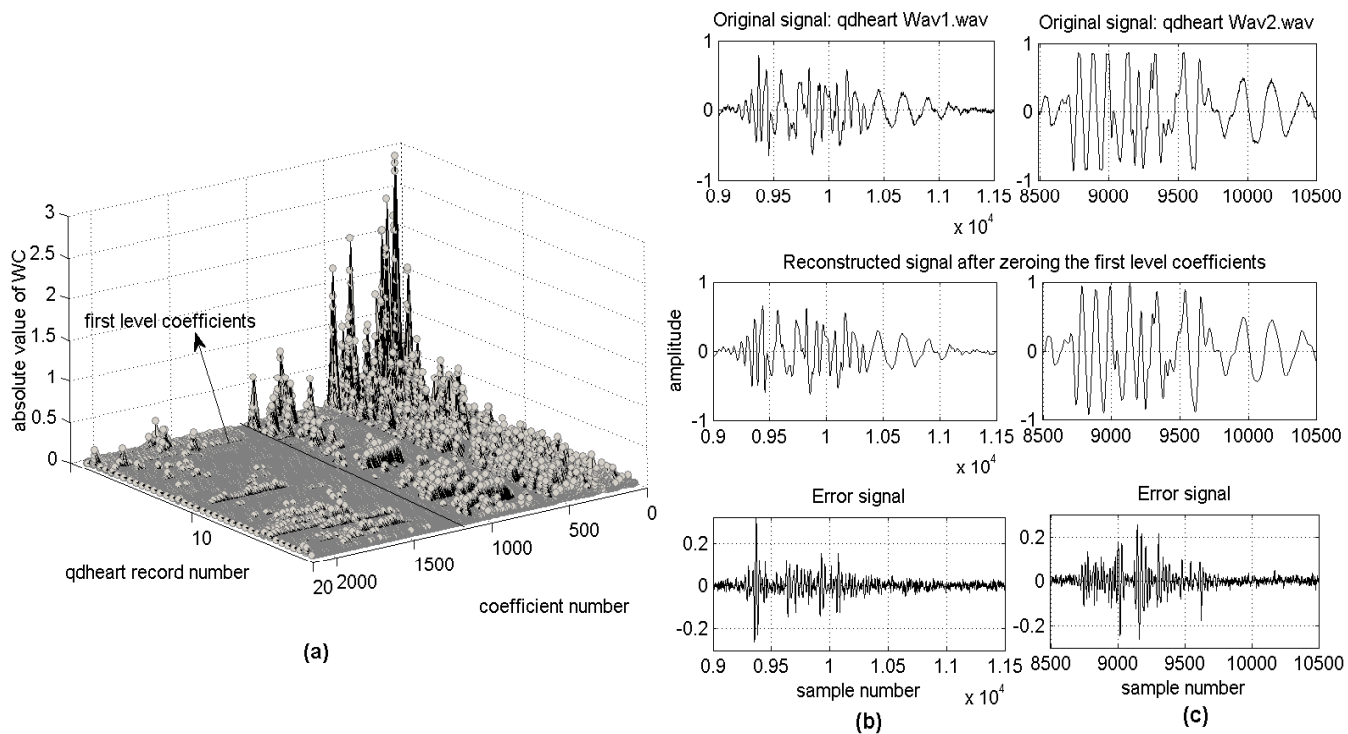 3
2.5
2
1.5
1
0.5
0
absolute value of WC
first level coefficients
10
20
qdheart record number
2000
1500
1000
500
0
coefficient number
(a)
Original signal: qdheart Wav1.wav
1
0
-1
0.9 0.95 1 1.05 1.1 1.15
x 10^4
Original signal: qdheart Wav2.wav
1
0
-1
8500 9000 9500 10000 10500
Reconstructed signal after zeroing the first level coefficients
amplitude
1
0
-1
0.9 0.95 1 1.05 1.1 1.15
x 10^4
1
0
-1
8500 9000 9500 10000 10500
Error signal
0.2
0
-0.2
0.9 0.95 1 1.05 1.1 1.15
sample number
x 10^4
(b)
Error signal
0.2
0
-0.2
8500 9000 9500 10000 10500
sample number
(c)